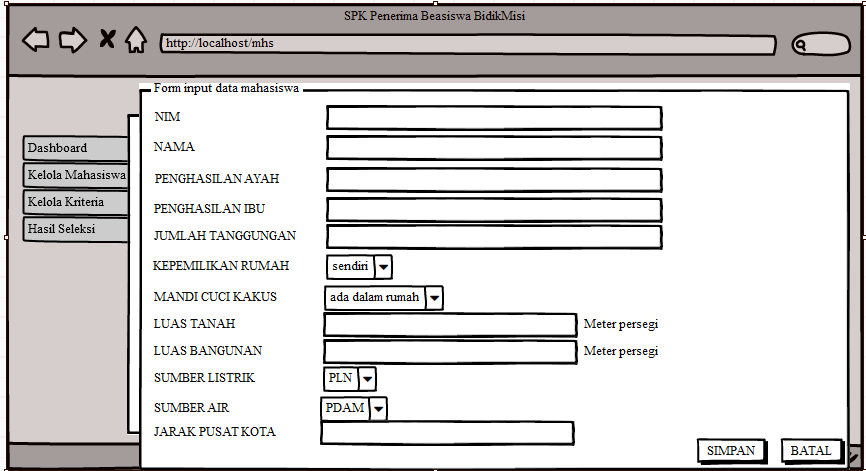 SPK Penerima Beasiswa BidikMisi
http://localhost/mhs
Dashboard
Kelola Mahasiswa
Kelola Kriteria
Hasil Seleksi
Form input data mahasiswa
NIM
NAMA
PENGHASILAN AYAH
PENGHASILAN IBU
JUMLAH TANGGUNGAN
KEPEMILIKAN RUMAH sendiri
MANDI CUCI KAKUS ada dalam rumah
LUAS TANAH Meter persegi
LUAS BANGUNAN Meter persegi
SUMBER LISTRIK PLN
SUMBER AIR PDAM
JARAK PUSAT KOTA
SIMPAN BATAL